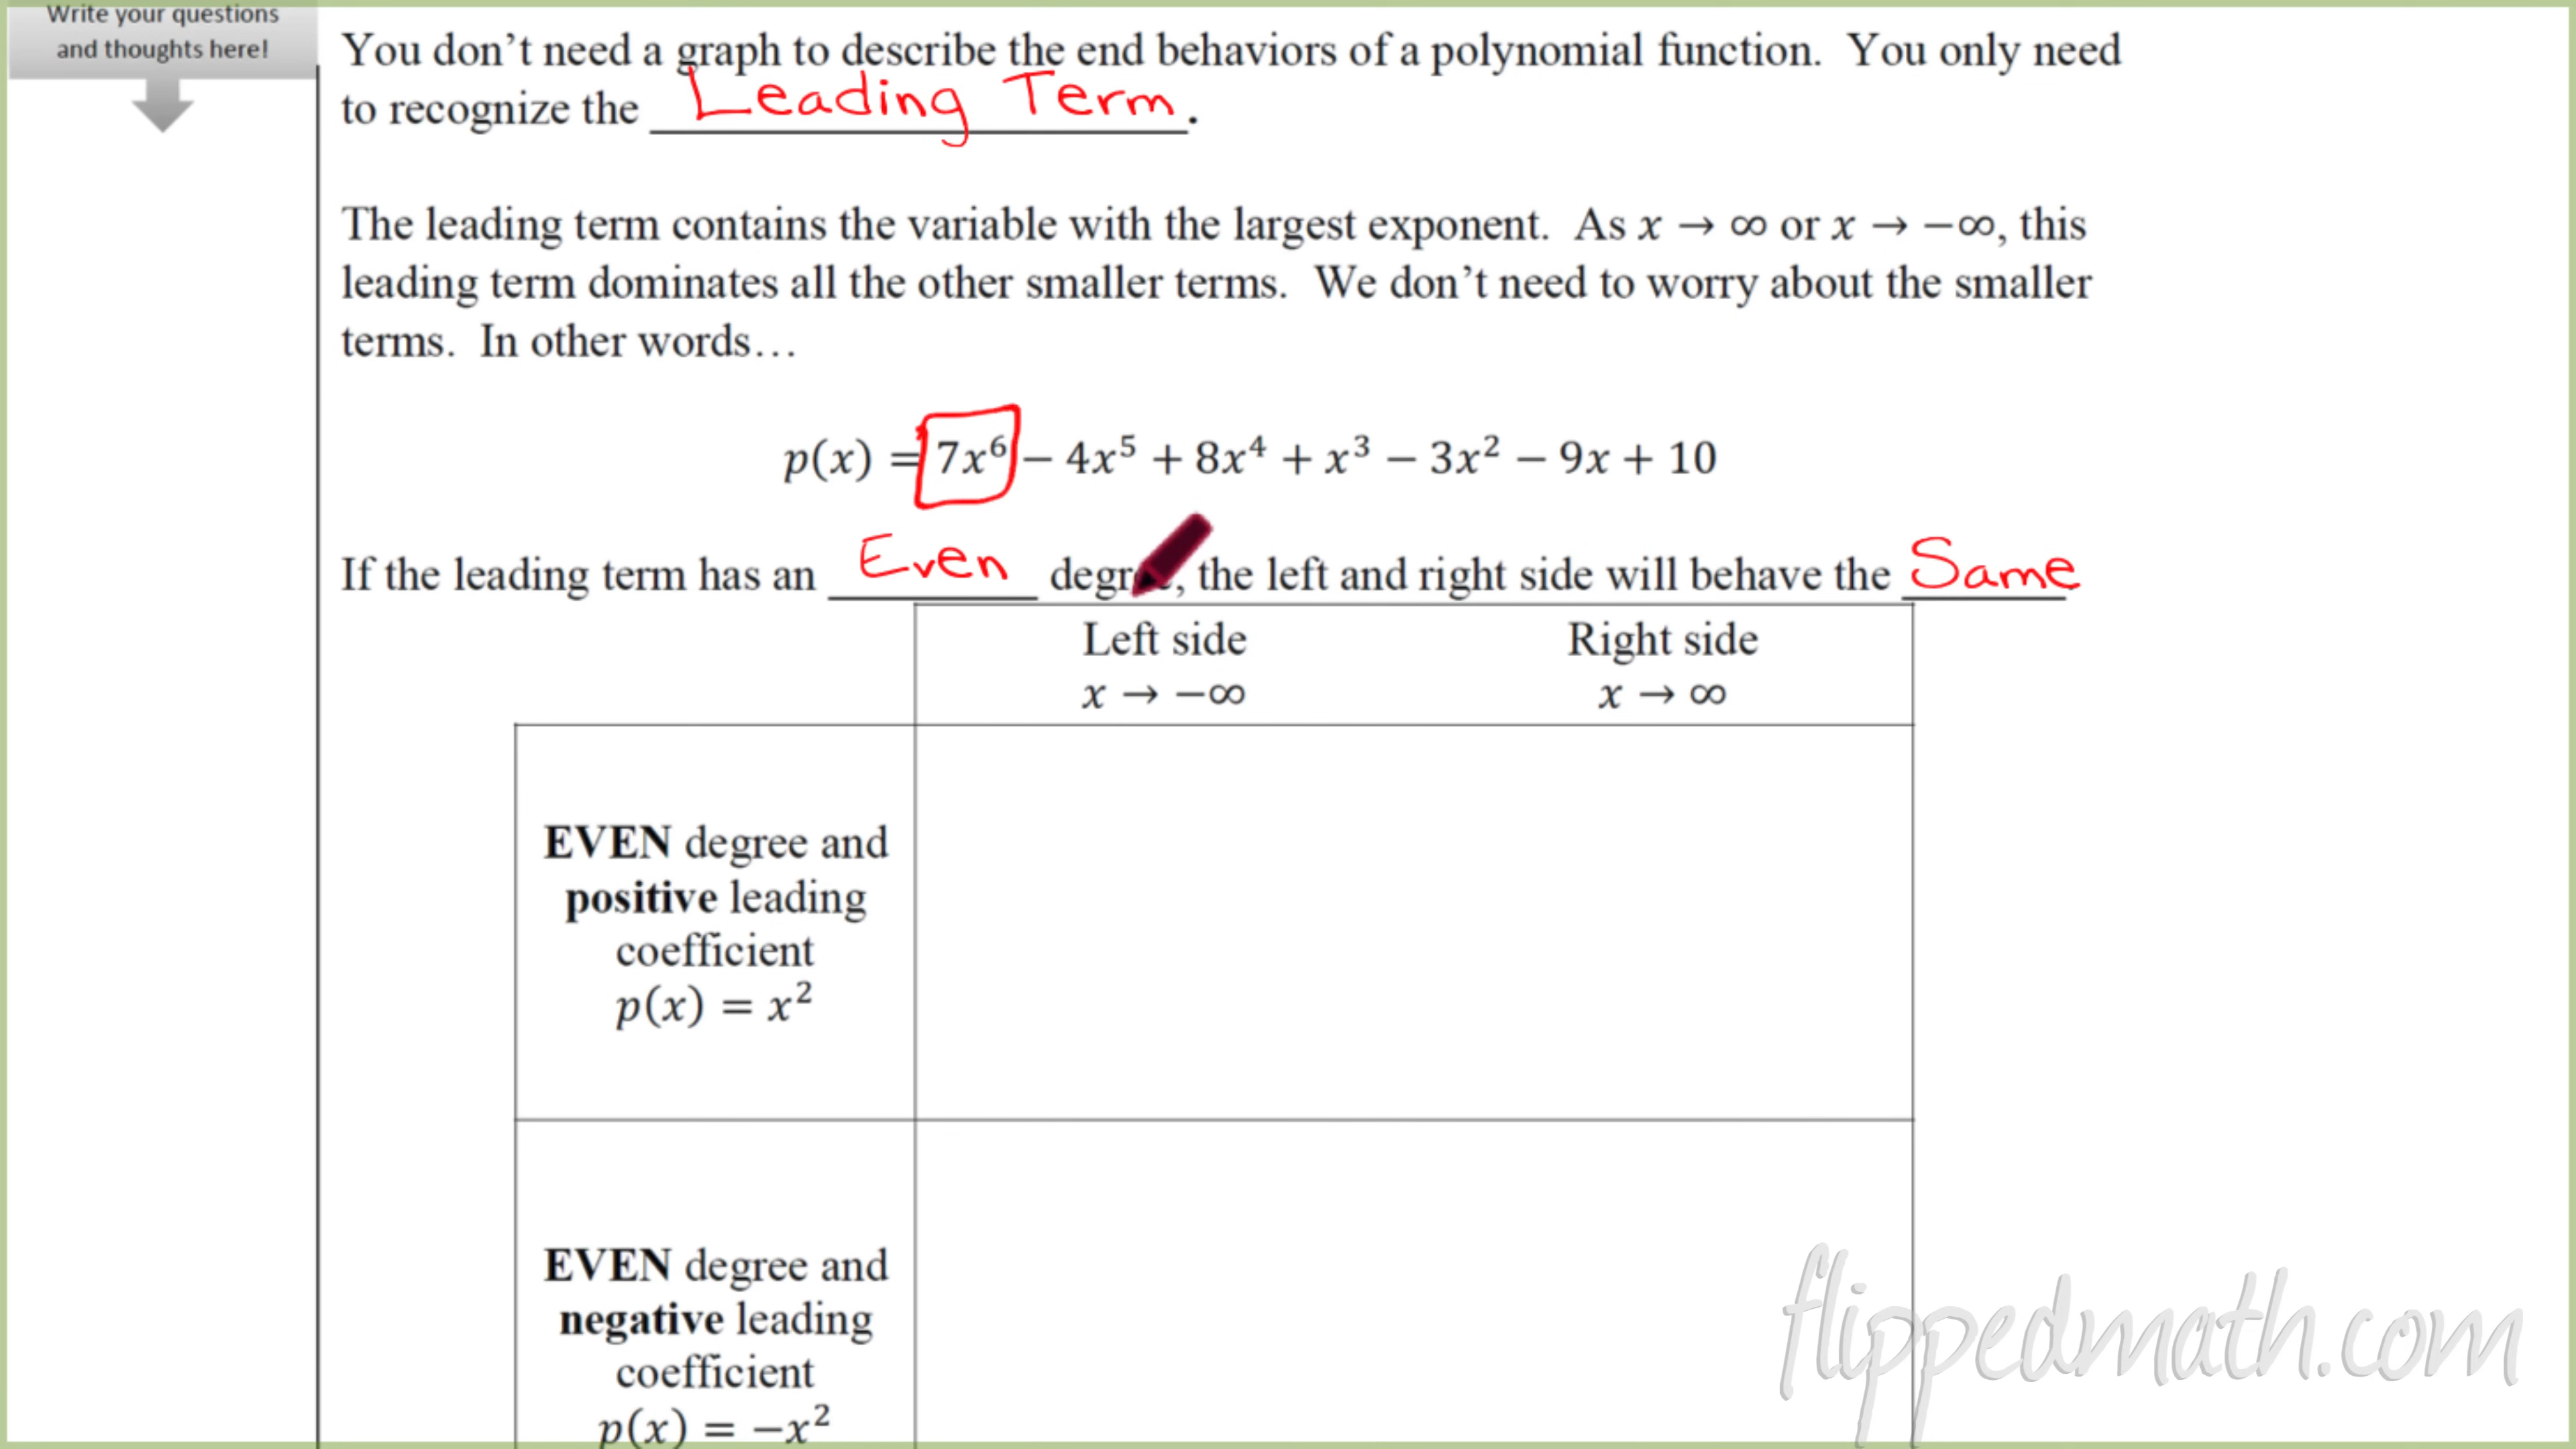 Write your questions
and thoughts here!
You don't need a graph to describe the end behaviors of a polynomial function. You only need
to recognize the Leading Term.
The leading term contains the variable with the largest exponent. As x → ∞ or x → −∞, this
leading term dominates all the other smaller terms. We don't need to worry about the smaller
terms. In other words…
p(x) = 7x⁶ − 4x⁵ + 8x⁴ + x³ − 3x² − 9x + 10
If the leading term has an Even , the left and right side will behave the Same
Left side
x → −∞
Right side
x → ∞
EVEN degree and
positive leading
coefficient
p(x) = x²
EVEN degree and
negative leading
coefficient
p(x) = −x²
flippedmath.com